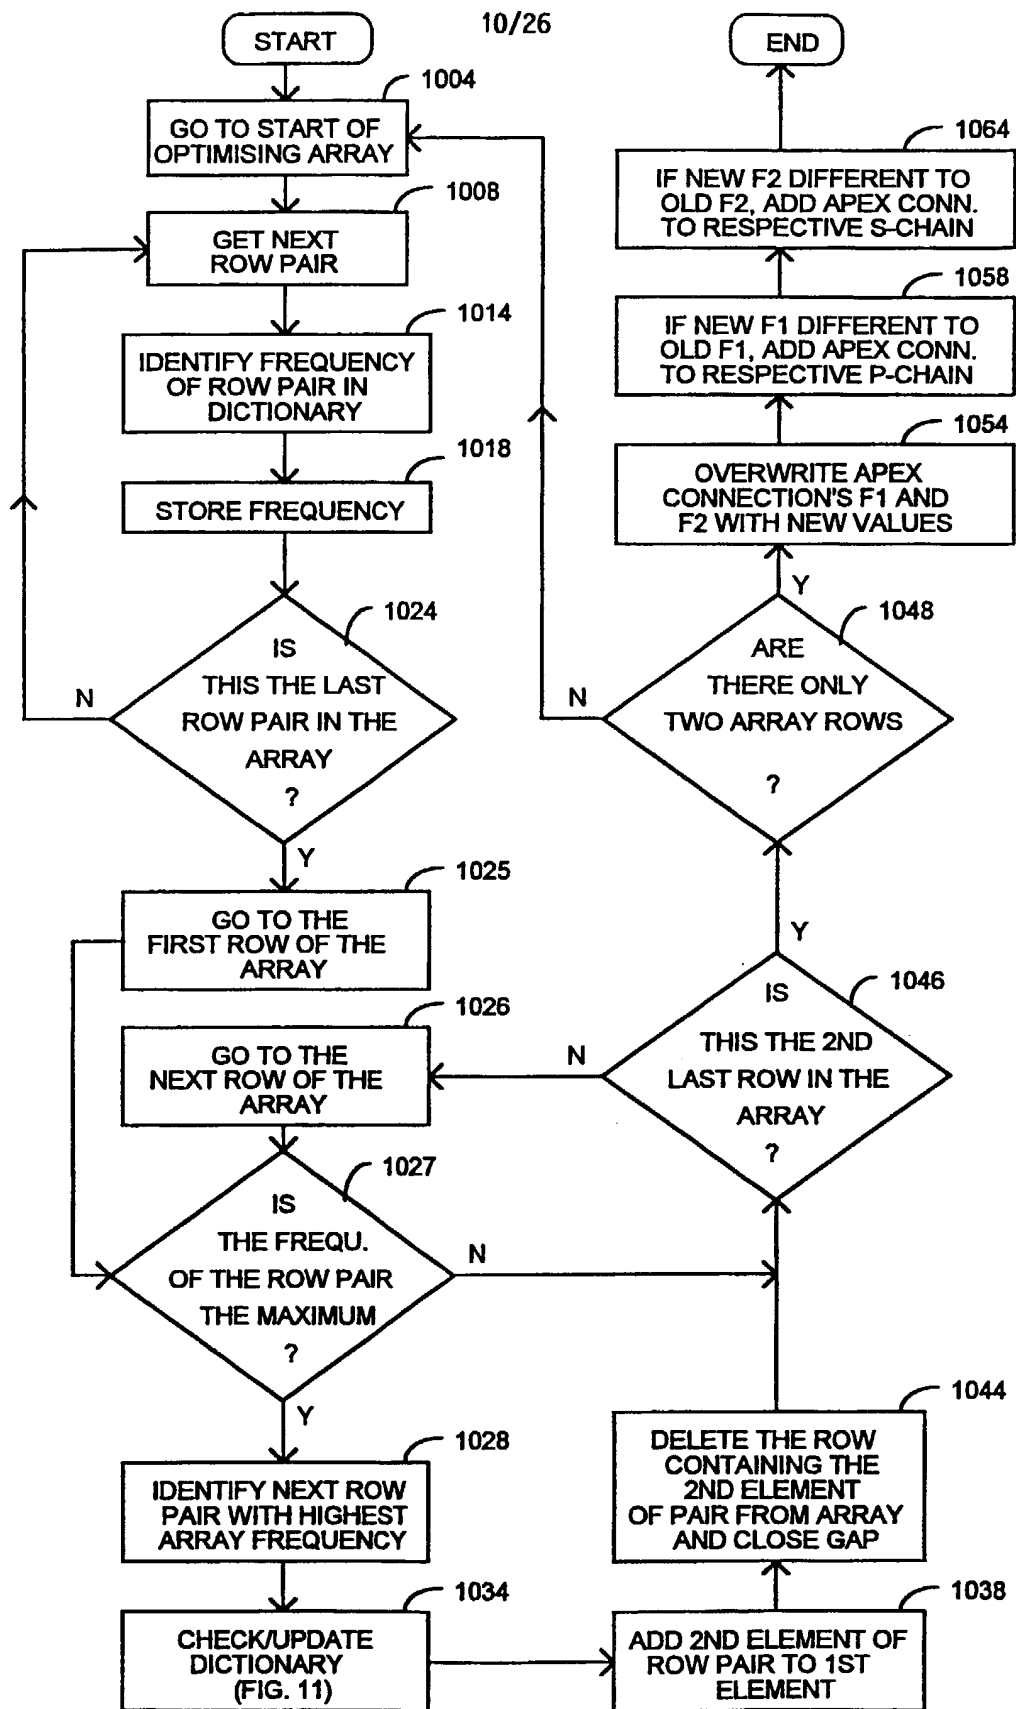 10/26
START
1004
GO TO START OF
OPTIMISING ARRAY
1008
GET NEXT
ROW PAIR
1014
IDENTIFY FREQUENCY
OF ROW PAIR IN
DICTIONARY
1018
STORE FREQUENCY
1024
IS
THIS THE LAST
ROW PAIR IN THE
ARRAY
?
N
Y
1025
GO TO THE
FIRST ROW OF THE
ARRAY
1026
GO TO THE
NEXT ROW OF THE
ARRAY
1027
IS
THE FREQU.
OF THE ROW PAIR
THE MAXIMUM
?
N
Y
1028
IDENTIFY NEXT ROW
PAIR WITH HIGHEST
ARRAY FREQUENCY
1034
CHECK/UPDATE
DICTIONARY
(FIG. 11)
1038
ADD 2ND ELEMENT OF
ROW PAIR TO 1ST
ELEMENT
1044
DELETE THE ROW
CONTAINING THE
2ND ELEMENT
OF PAIR FROM ARRAY
AND CLOSE GAP
1046
IS
THIS THE 2ND
LAST ROW IN THE
ARRAY
?
N
Y
1048
ARE
THERE ONLY
TWO ARRAY ROWS
?
N
Y
1054
OVERWRITE APEX
CONNECTION'S F1 AND
F2 WITH NEW VALUES
1058
IF NEW F1 DIFFERENT TO
OLD F1, ADD APEX CONN.
TO RESPECTIVE P-CHAIN
1064
IF NEW F2 DIFFERENT TO
OLD F2, ADD APEX CONN.
TO RESPECTIVE S-CHAIN
END